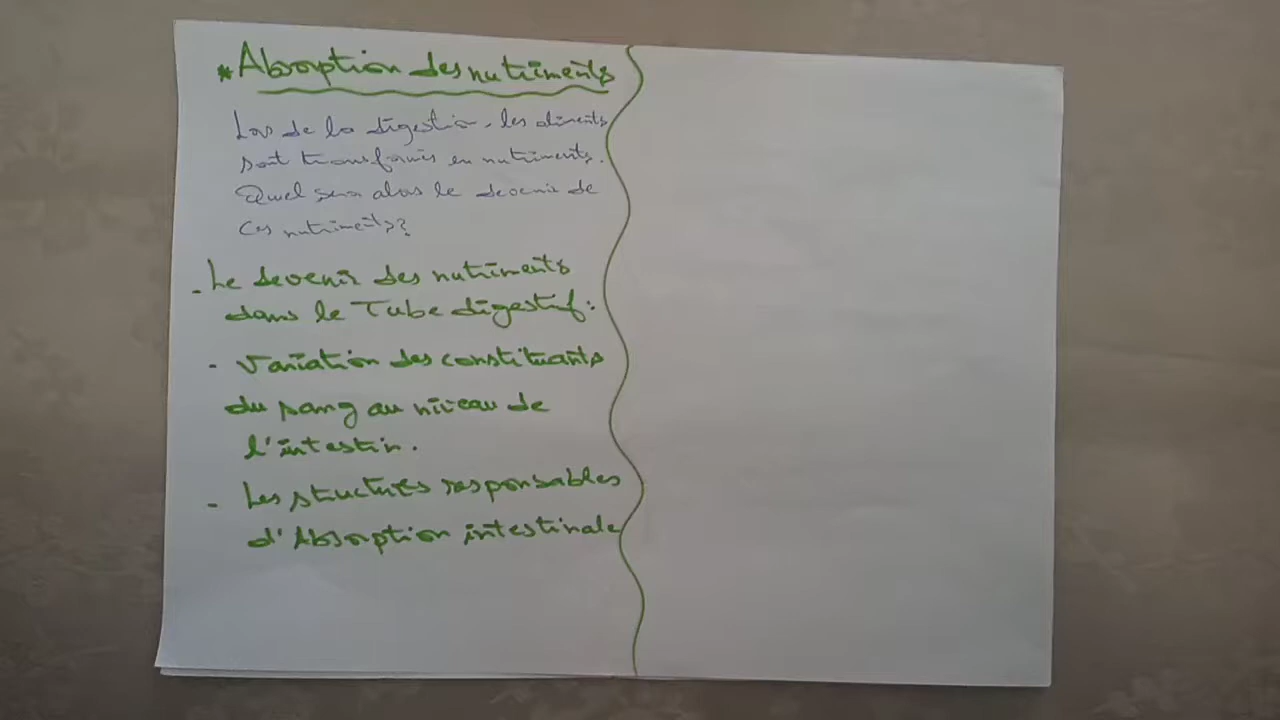 * Absorption des nutriments
Lors de la digestion, les aliments
sont transformés en nutriments.
Quel sera alors le devenir de
Ces nutriments?
- Le devenir des nutriments
dans le Tube digestif:
- Variation des constituants
du sang au niveau de
l'intestin.
- Les structures responsables
d'Absorption intestinale